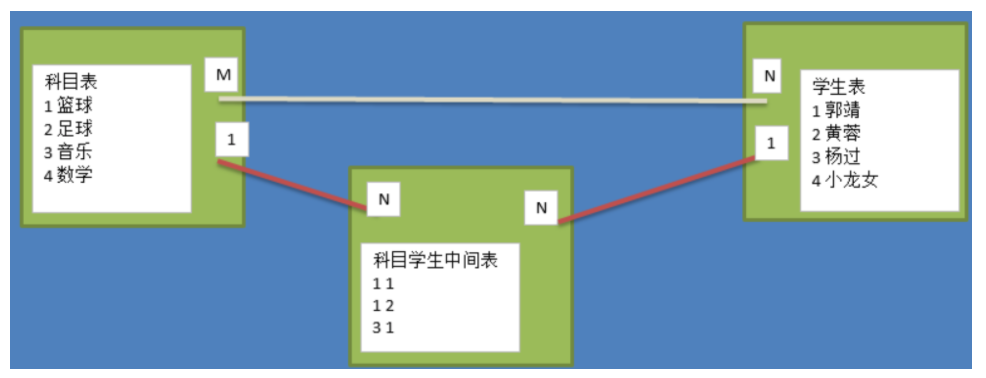 科目表
1 篮球
2 足球
3 音乐
4 数学
M
1
N
1
学生表
1 郭靖
2 黄蓉
3 杨过
4 小龙女
N
N
科目学生中间表
1 1
1 2
3 1